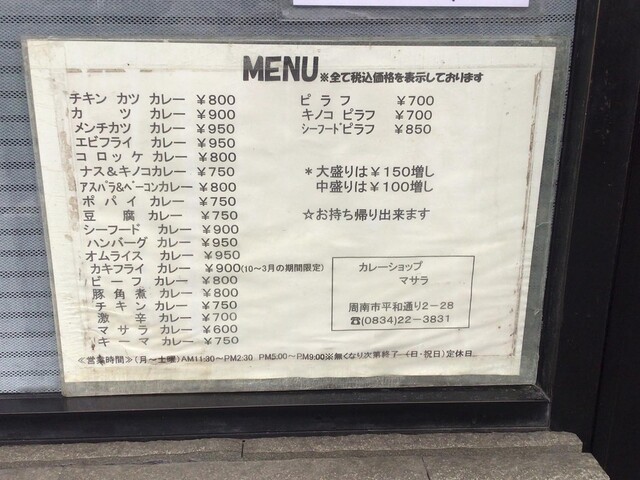 MENU ※全て税込価格を表示しております
チキン カツ カレー ￥800
カ ツ カレー ￥900
メンチカツ カレー ￥950
エビフライ カレー ￥950
コ ロ ッ ケ カレー ￥800
ナス＆キノコカレー ￥750
アスパラ&ベーコンカレー ￥800
ポ パ イ カレー ￥750
豆 腐 カレー ￥750
シーフード カレー ￥900
ハンバーグ カレー ￥950
オムライス カレー ￥950
カキフライ カレー ￥900(10～3月の期間限定)
ビ ー フ カレー ￥800
豚 角 煮 カレー ￥800
チ キ ン カレー ￥750
激 辛 カレー ￥700
マ サ ラ カレー ￥600
キ ー マ カレー ￥750
ピ ラ フ ￥700
キノコ ピラフ ￥700
シーフードピラフ ￥850
＊大盛りは￥150増し
中盛りは￥100増し
☆お持ち帰り出来ます
カレーショップ
マサラ
周南市平和通り2－28
☎(0834)22－3831
≪営業時間≫(月～土曜)AM11:30～PM2:30 PM5:00～PM9:00※無くなり次第終了 (日・祝日)定休日